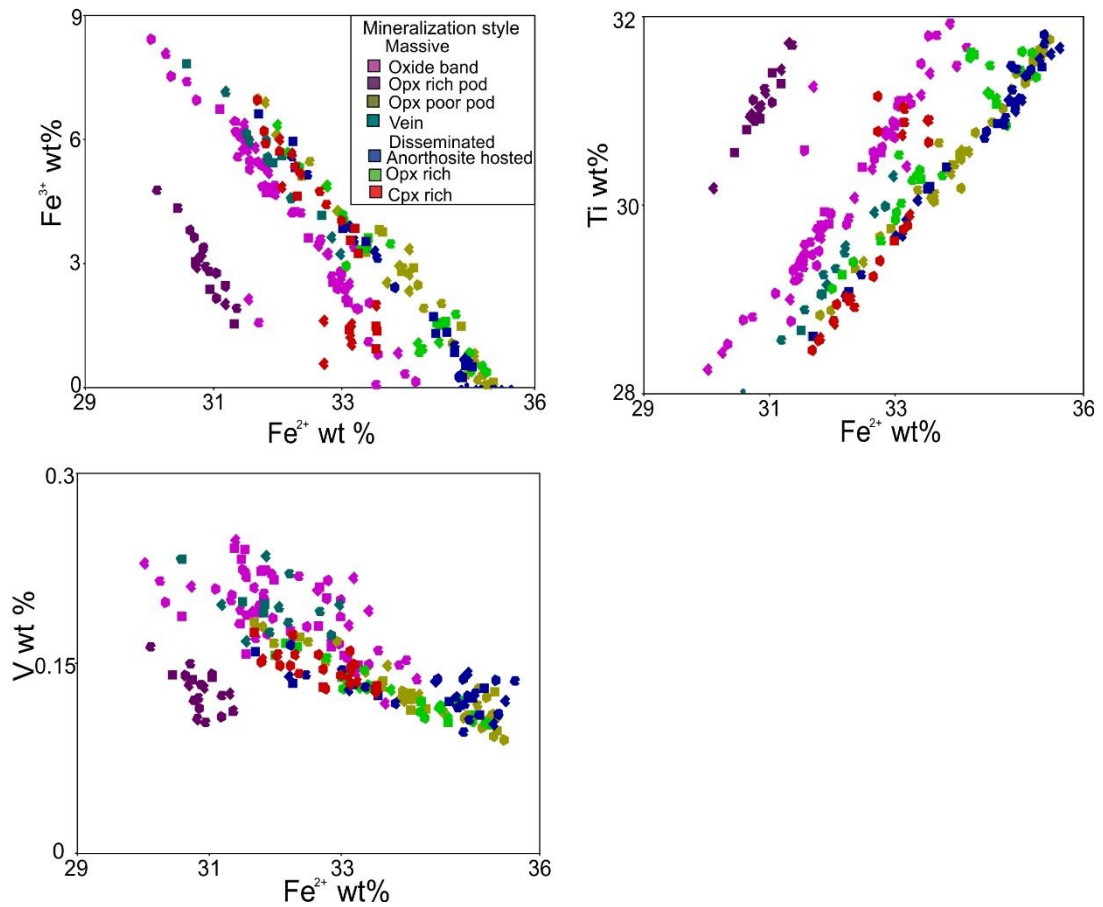 9
6
3
0
Fe³⁺ wt%
29
31
33
36
Fe²⁺ wt %
Mineralization style
Massive
Oxide band
Opx rich pod
Opx poor pod
Vein
Disseminated
Anorthosite hosted
Opx rich
Cpx rich
32
30
28
Ti wt%
29
31
33
36
Fe²⁺ wt%
0.3
0.15
0
V wt %
29
31
33
36
Fe²⁺ wt%